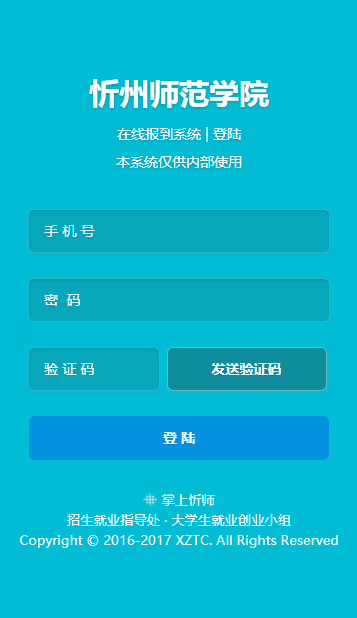 忻州师范学院
在线报到系统 | 登陆
本系统仅供内部使用
手 机 号
密 码
验 证 码 发送验证码
登 陆
掌上忻师
招生就业指导处 · 大学生就业创业小组
Copyright © 2016-2017 XZTC. All Rights Reserved